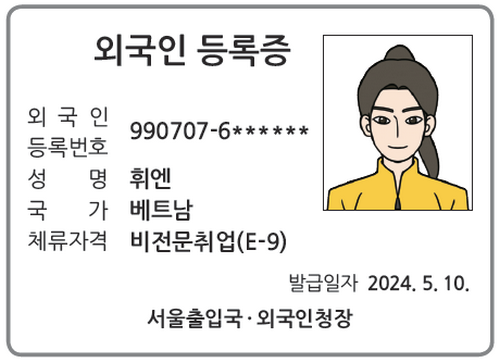 외국인 등록증
외 국 인
등록번호 990707-6******
성 명 휘엔
국 가 베트남
체류자격 비전문취업(E-9)
발급일자 2024. 5. 10.
서울출입국·외국인청장